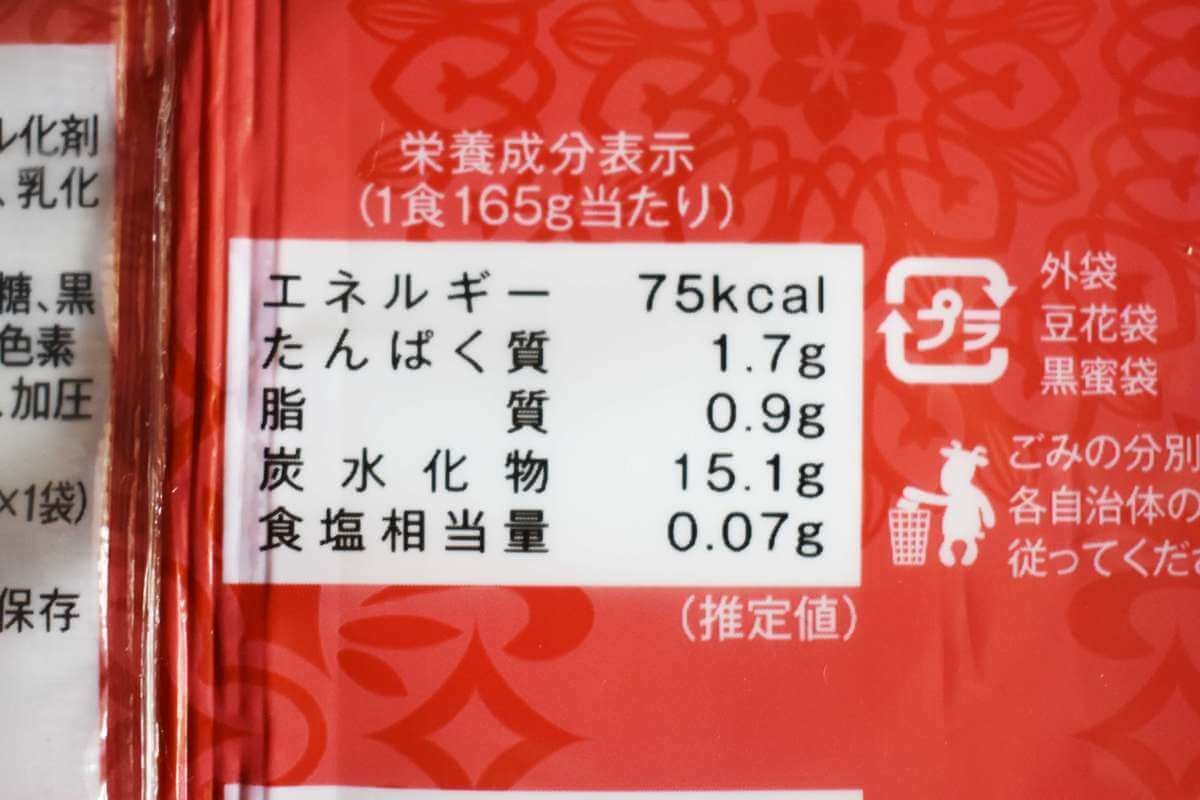 ル化剤
、乳化
糖、黒
色素
、加圧
×1袋)
保存
栄養成分表示
(1食165g当たり)
エネルギー 75kcal
たんぱく質 1.7g
脂質 0.9g
炭水化物 15.1g
食塩相当量 0.07g
(推定値)
プラ
外袋
豆花袋
黒蜜袋
ごみの分別
各自治体の
従ってくださ